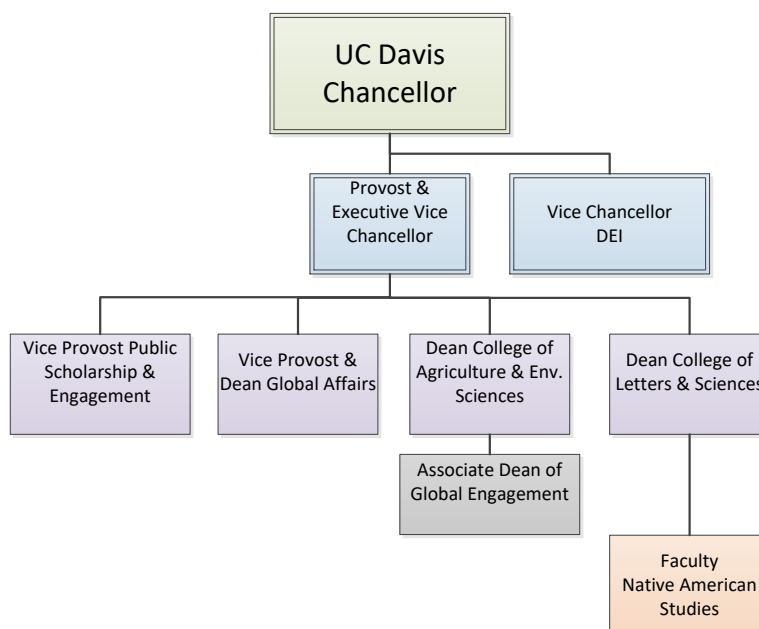 UC Davis
Chancellor
Provost &
Executive Vice
Chancellor
Vice Chancellor
DEI
Vice Provost Public
Scholarship &
Engagement
Vice Provost &
Dean Global Affairs
Dean College of
Agriculture & Env.
Sciences
Dean College of
Letters & Sciences
Associate Dean of
Global Engagement
Faculty
Native American
Studies